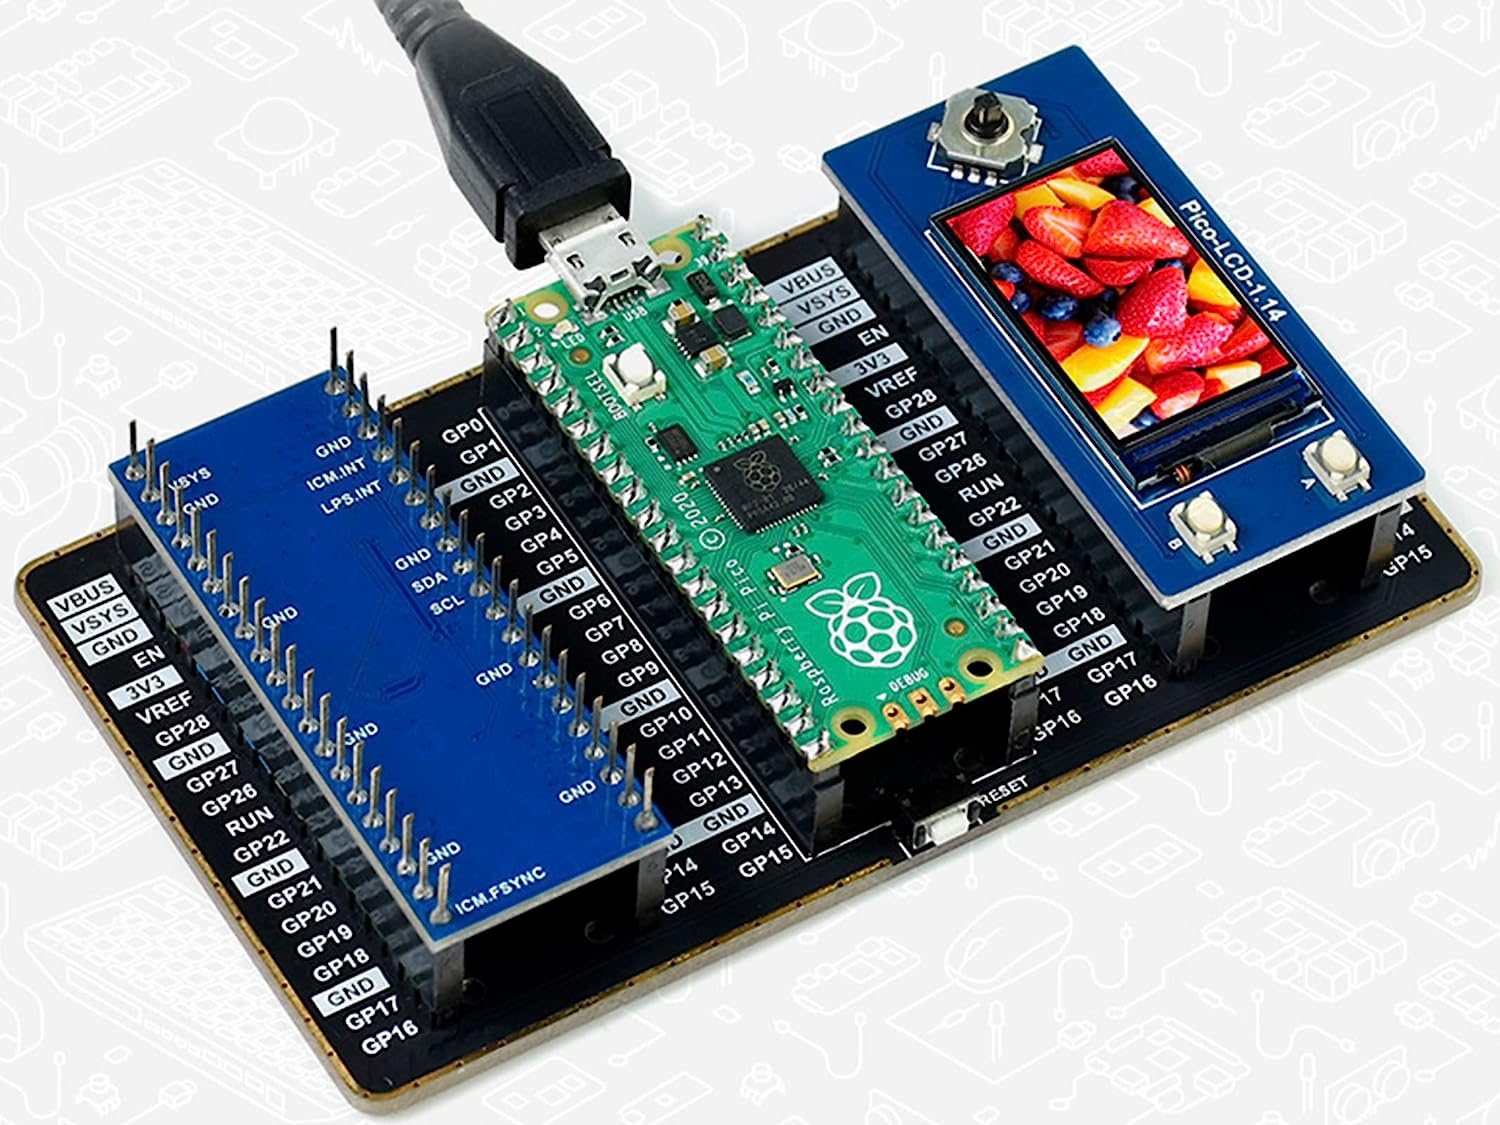 Pico-LCD-1.14
A
B
VBUS
VSYS
GND
EN
3V3
VREF
GP28
GND
GP27
GP26
RUN
GP22
GND
GP21
GP20
GP19
GP18
GND
GP17
GP16
17
GP16
14
GP15
USB
LED
BOOTSEL
© 2020
Raspberry Pi Pico
DEBUG
RESET
GP0
GP1
GND
GP2
GP3
GP4
GP5
GND
GP6
GP7
GP8
GP9
GND
GP10
GP11
GP12
GP13
GND
GP14
GP15
P14
GP15
VSYS
GND
GND
ICM.INT
LPS.INT
GND
SDA
SCL
GND
GND
GND
GND
GND
ICM.FSYNC
VBUS
VSYS
GND
EN
3V3
VREF
GP28
GND
GP27
GP26
RUN
GP22
GND
GP21
GP20
GP19
GP18
GND
GP17
GP16